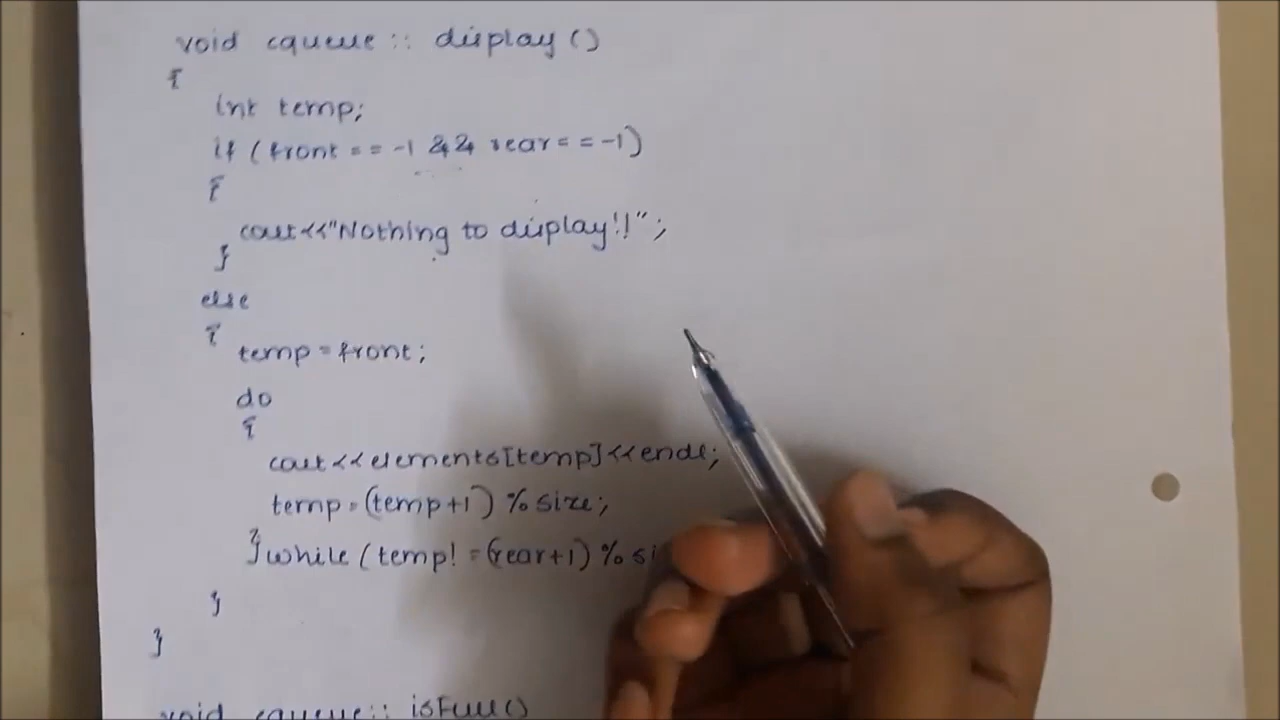 void cqueue :: display ()
{
int temp;
if (front == -1 && rear == -1)
{
cout<<"Nothing to display!!";
}
else
{
temp = front;
do
{
cout<<elements[temp]<<endl;
temp = (temp+1) % size;
}while (temp! = (rear+1) % si
}
}
void cqueue :: isFull()